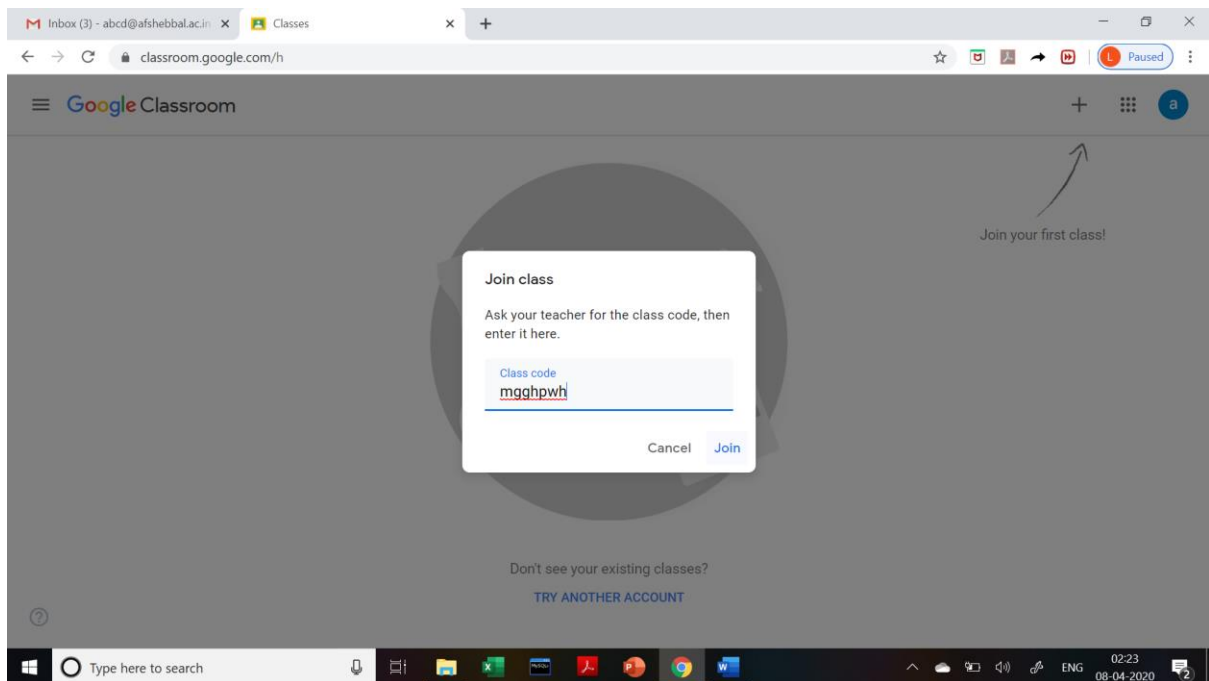 Inbox (3) - abcd@afshebbal.ac.in
Classes
classroom.google.com/h
L Paused
Google Classroom
a
Join your first class!
Join class
Ask your teacher for the class code, then
enter it here.
Class code
mgghpwh
Cancel Join
Don't see your existing classes?
TRY ANOTHER ACCOUNT
Type here to search
ENG
02:23
08-04-2020
2